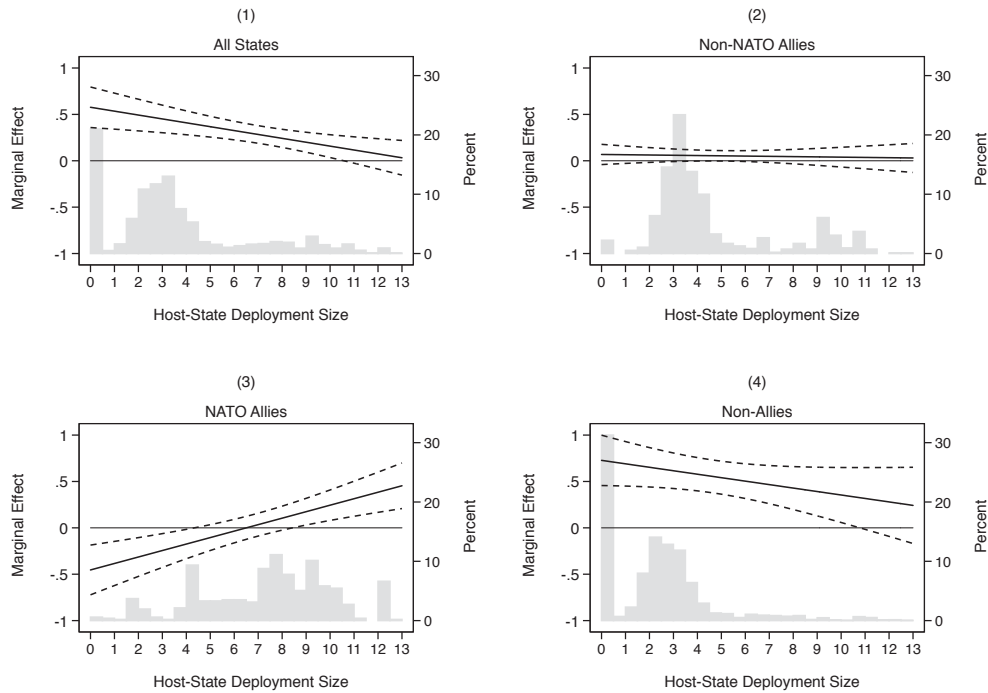 (1)
All States
1
.5
0
-.5
-1
Marginal Effect
30
20
10
0
Percent
0 1 2 3 4 5 6 7 8 9 10 11 12 13
Host-State Deployment Size
(2)
Non-NATO Allies
1
.5
0
-.5
-1
Marginal Effect
30
20
10
0
Percent
0 1 2 3 4 5 6 7 8 9 10 11 12 13
Host-State Deployment Size
(3)
NATO Allies
1
.5
0
-.5
-1
Marginal Effect
30
20
10
0
Percent
0 1 2 3 4 5 6 7 8 9 10 11 12 13
Host-State Deployment Size
(4)
Non-Allies
1
.5
0
-.5
-1
Marginal Effect
30
20
10
0
Percent
0 1 2 3 4 5 6 7 8 9 10 11 12 13
Host-State Deployment Size